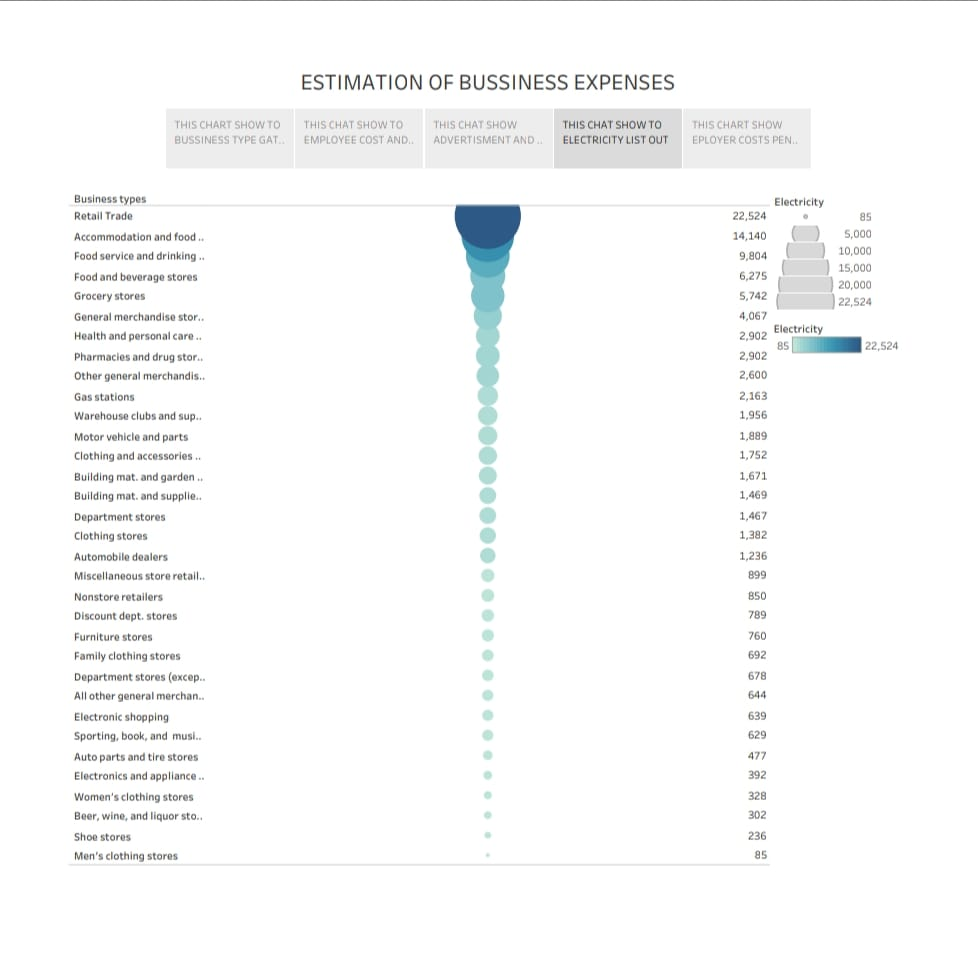 ESTIMATION OF BUSSINESS EXPENSES
THIS CHART SHOW TO
BUSSINESS TYPE GAT..
THIS CHAT SHOW TO
EMPLOYEE COST AND..
THIS CHAT SHOW
ADVERTISMENT AND ..
THIS CHAT SHOW TO
ELECTRICITY LIST OUT
THIS CHART SHOW
EPLOYER COSTS PEN..
Business types
Retail Trade 22,524
Accommodation and food .. 14,140
Food service and drinking .. 9,804
Food and beverage stores 6,275
Grocery stores 5,742
General merchandise stor.. 4,067
Health and personal care .. 2,902
Pharmacies and drug stor.. 2,902
Other general merchandis.. 2,600
Gas stations 2,163
Warehouse clubs and sup.. 1,956
Motor vehicle and parts 1,889
Clothing and accessories .. 1,752
Building mat. and garden .. 1,671
Building mat. and supplie.. 1,469
Department stores 1,467
Clothing stores 1,382
Automobile dealers 1,236
Miscellaneous store retail.. 899
Nonstore retailers 850
Discount dept. stores 789
Furniture stores 760
Family clothing stores 692
Department stores (excep.. 678
All other general merchan.. 644
Electronic shopping 639
Sporting, book, and musi.. 629
Auto parts and tire stores 477
Electronics and appliance .. 392
Women's clothing stores 328
Beer, wine, and liquor sto.. 302
Shoe stores 236
Men's clothing stores 85
Electricity
85
5,000
10,000
15,000
20,000
22,524
Electricity
85 22,524